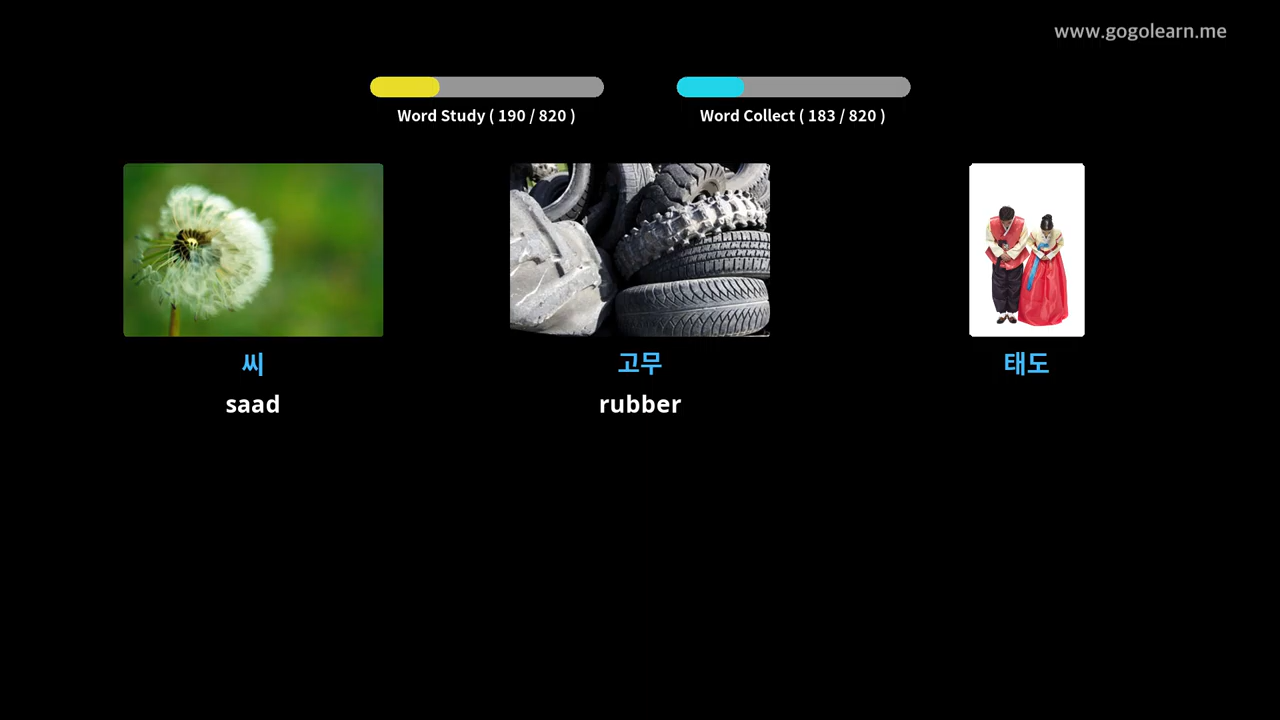 www.gogolearn.me
Word Study ( 190 / 820 )
Word Collect ( 183 / 820 )
씨
고무
태도
saad
rubber